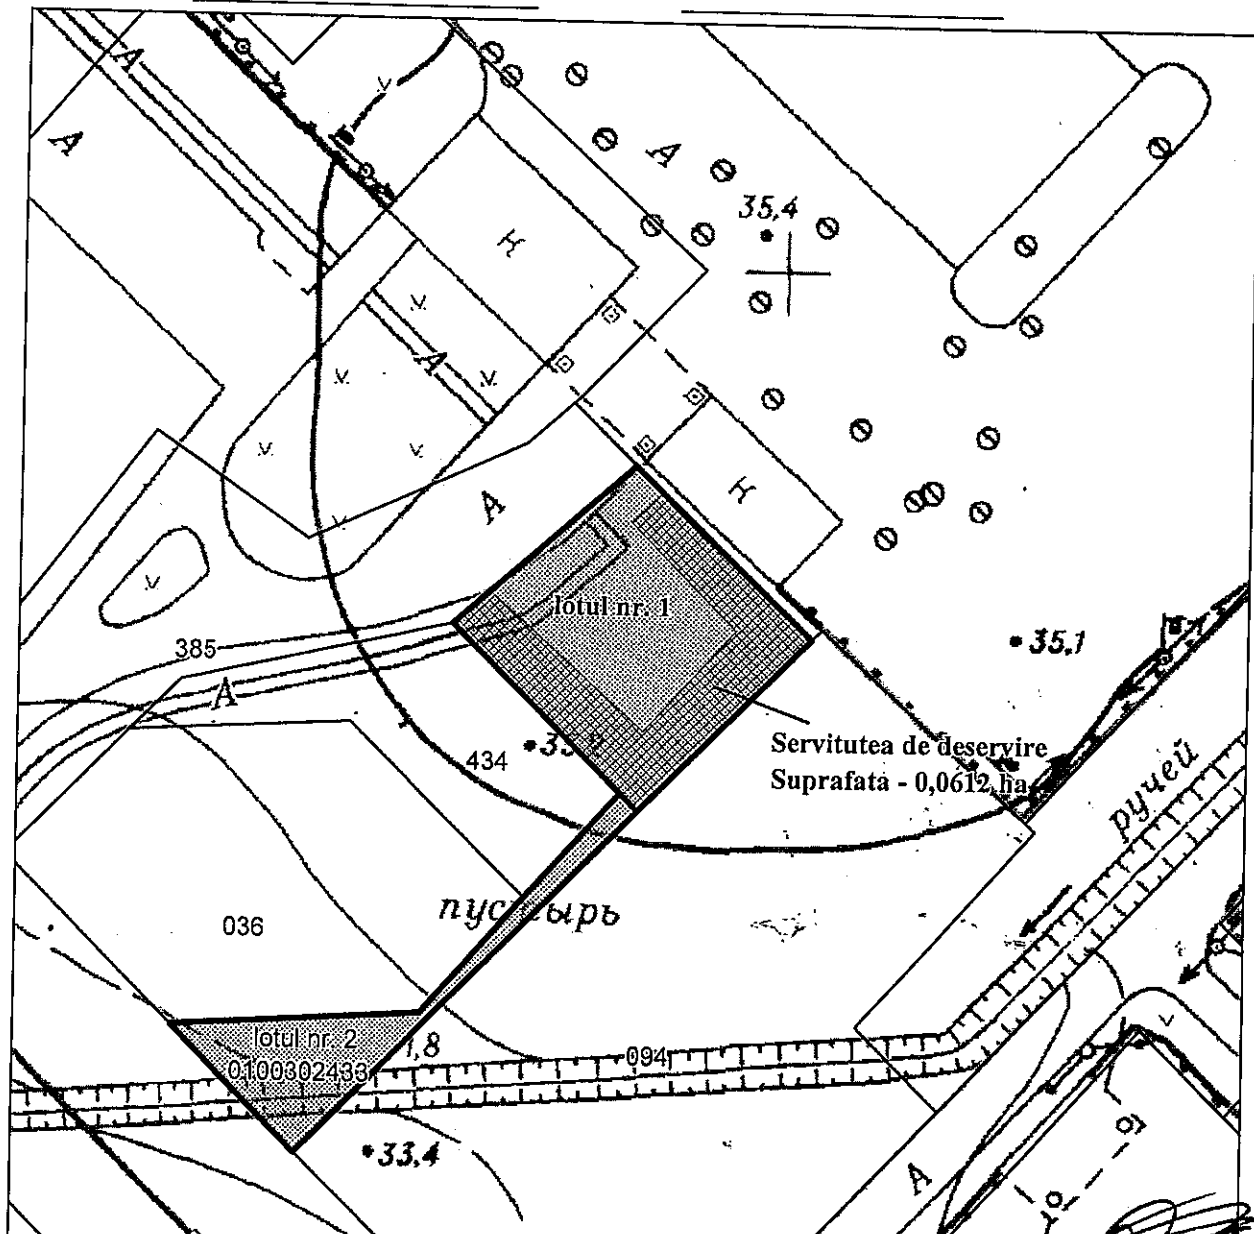 А
А
А
35,4
К
А
А
К
lotul nr. 1
385
А
35,1
434
Servitutea de deservire
Suprafata - 0,0612 ha
ручей
036
lotul nr. 2
0100302433
1,8
094
33,4
А